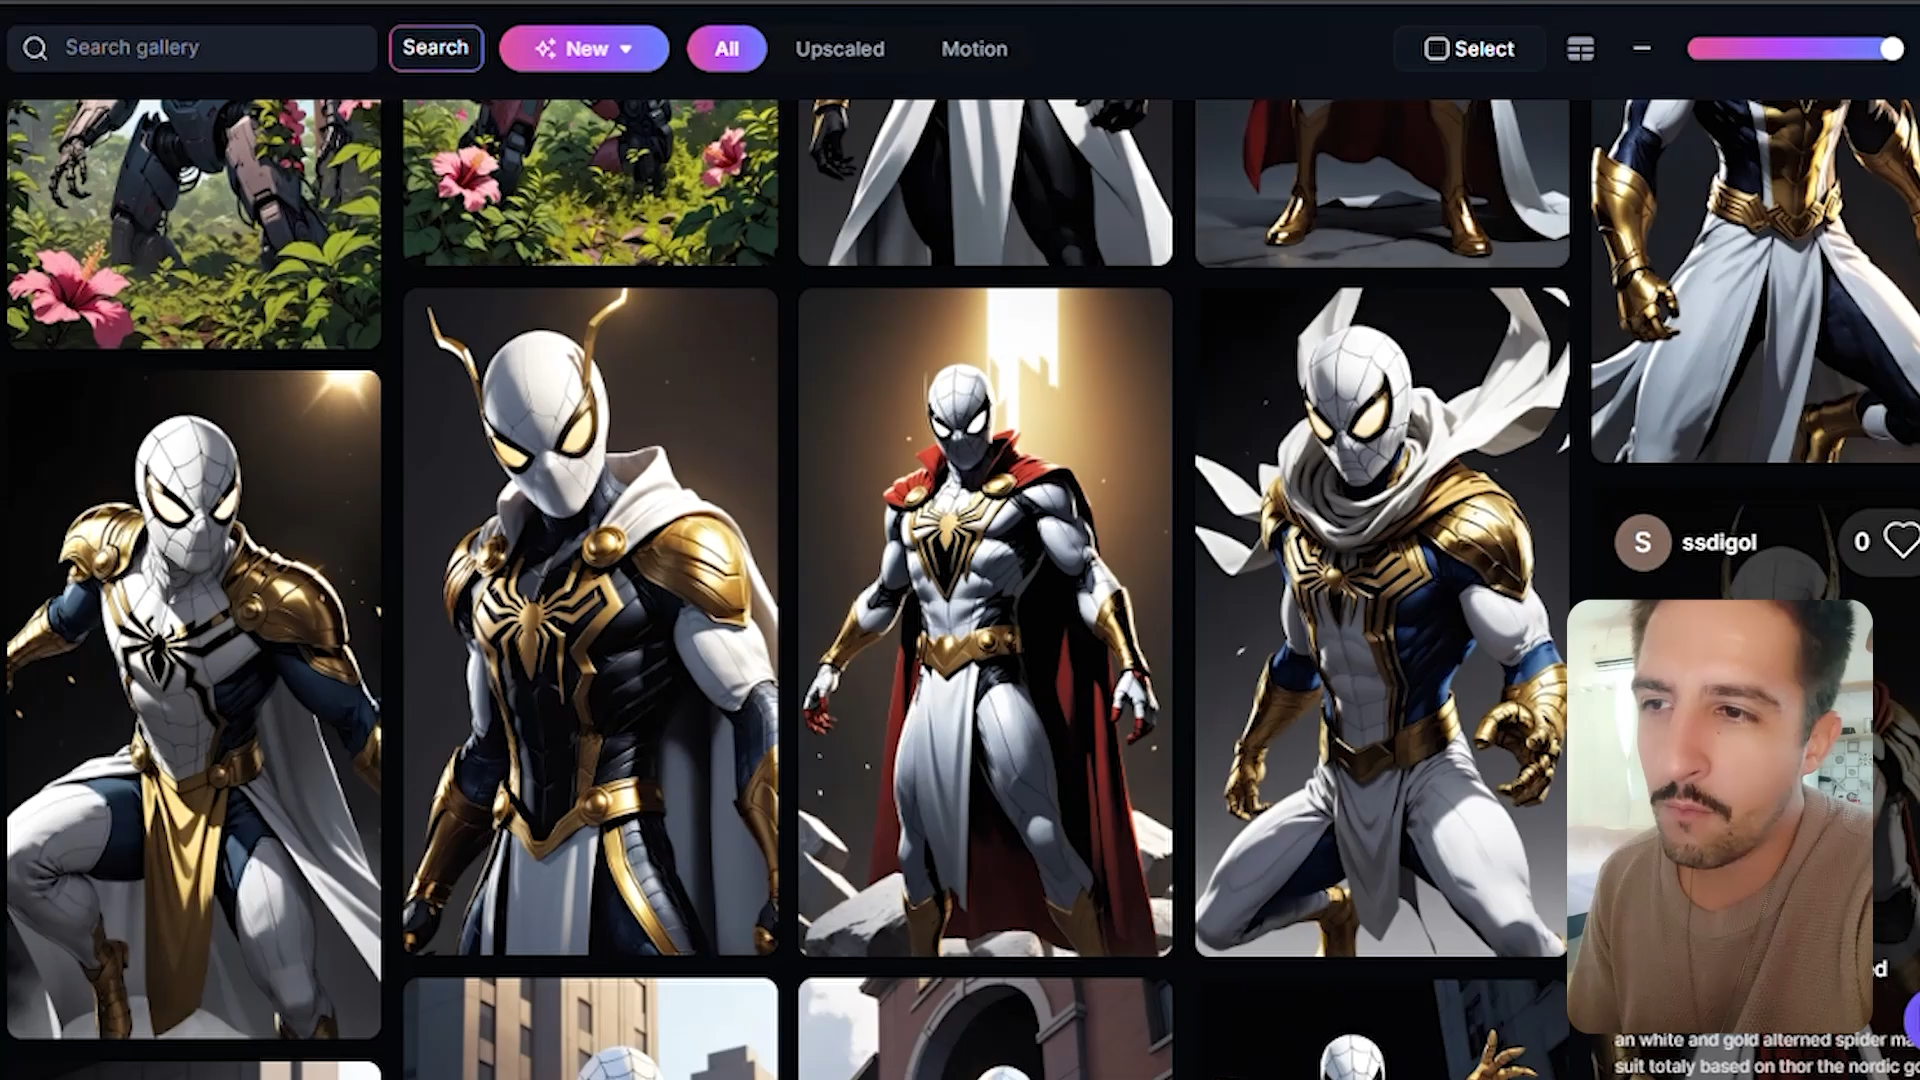 Search gallery
Search
New
All
Upscaled
Motion
Select
S
ssdigol
0
an white and gold alterned spider
suit totaly based on thor the nordic